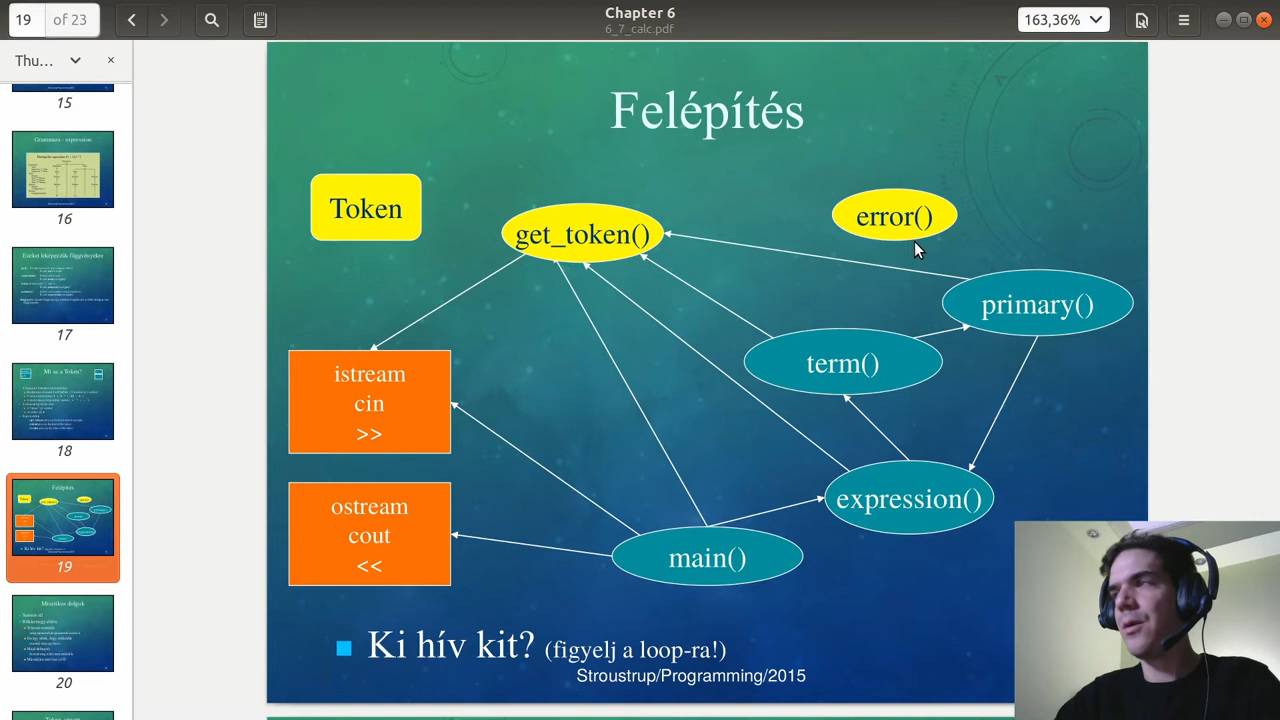 19 of 23
Chapter 6
6_7_calc.pdf
163,36%
Thu...
15
16
17
18
19
20
Felépítés
Token
get_token()
error()
primary()
term()
istream
cin
>>
expression()
ostream
cout
<<
main()
Ki hív kit? (figyelj a loop-ra!)
Stroustrup/Programming/2015